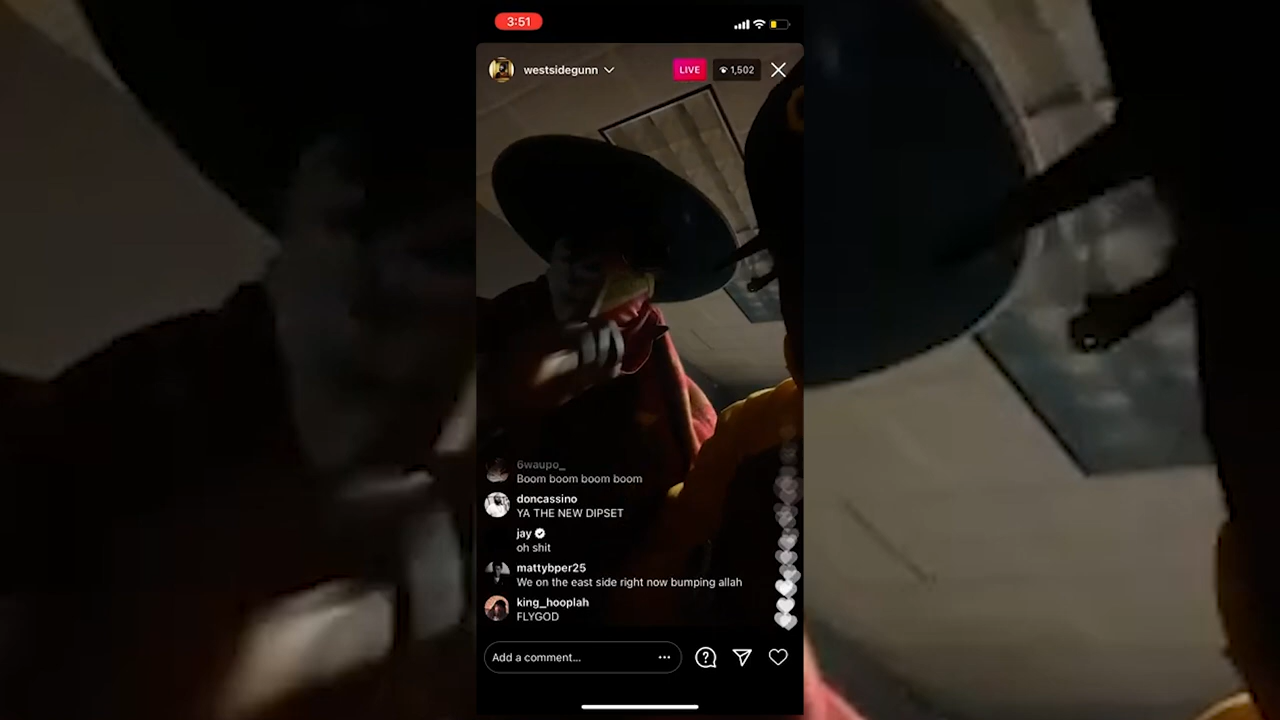 3:51
westsidegunn
LIVE
1,502
6waupo_
Boom boom boom boom
doncassino
YA THE NEW DIPSET
jay
oh shit
mattybper25
We on the east side right now bumping allah
king_hooplah
FLYGOD
Add a comment...